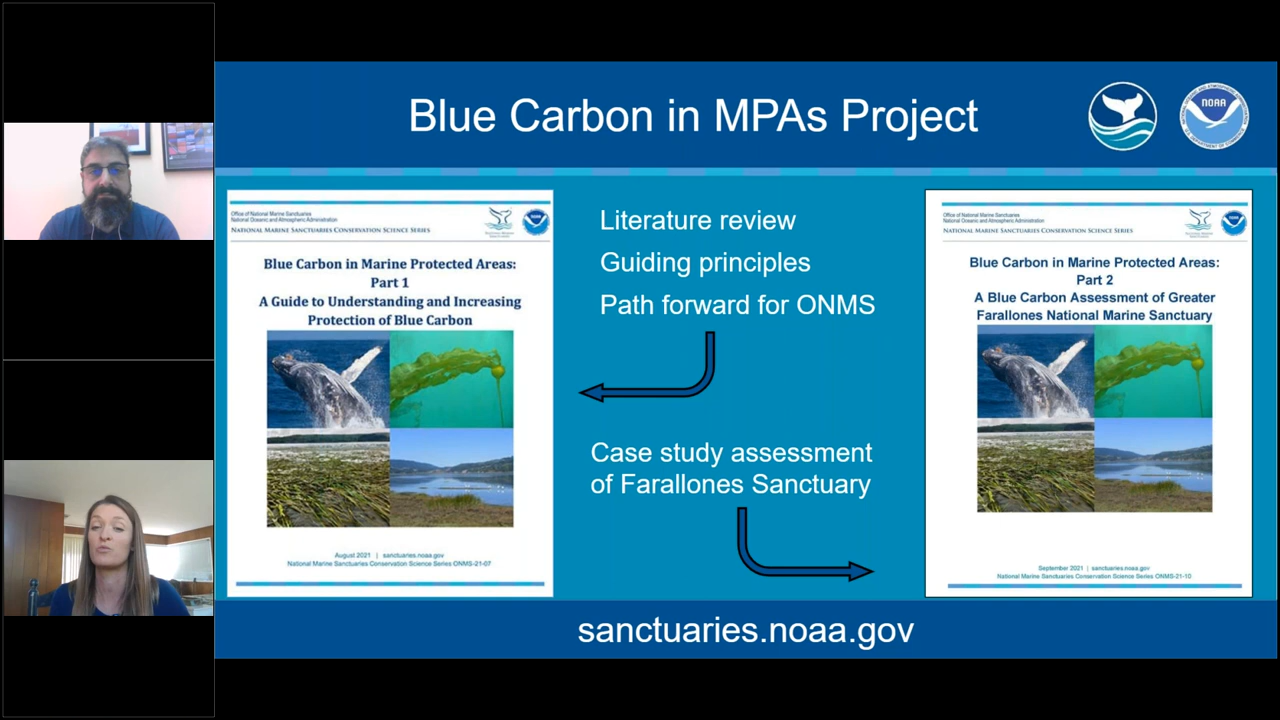 Blue Carbon in MPAs Project
NOAA
Office of National Marine Sanctuaries
National Oceanic and Atmospheric Administration
NATIONAL MARINE SANCTUARIES CONSERVATION SCIENCE SERIES
Blue Carbon in Marine Protected Areas:
Part 1
A Guide to Understanding and Increasing
Protection of Blue Carbon
August 2021 | sanctuaries.noaa.gov
National Marine Sanctuaries Conservation Science Series ONMS-21-07
Literature review
Guiding principles
Path forward for ONMS
Case study assessment
of Farallones Sanctuary
Office of National Marine Sanctuaries
National Oceanic and Atmospheric Administration
NATIONAL MARINE SANCTUARIES CONSERVATION SCIENCE SERIES
Blue Carbon in Marine Protected Areas:
Part 2
A Blue Carbon Assessment of Greater
Farallones National Marine Sanctuary
September 2021 | sanctuaries.noaa.gov
National Marine Sanctuaries Conservation Science Series ONMS-21-10
sanctuaries.noaa.gov